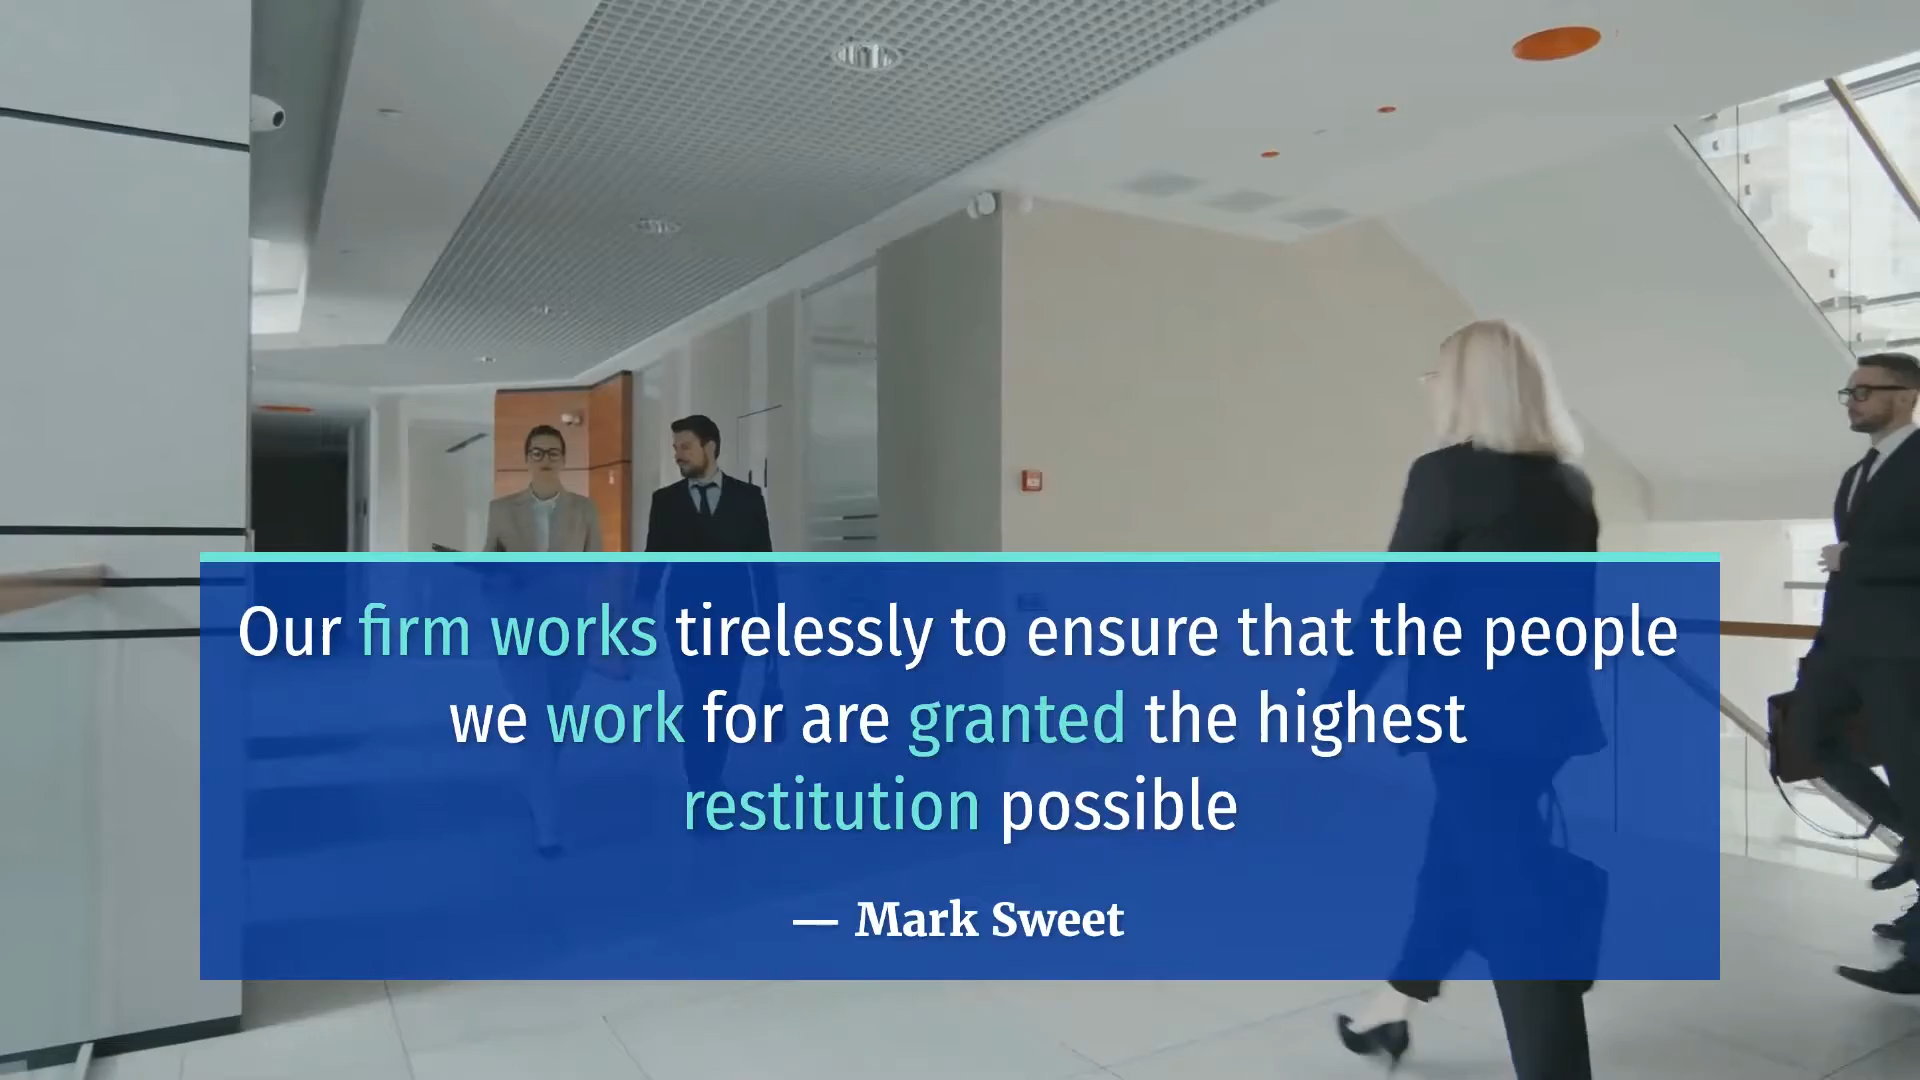 Our firm works tirelessly to ensure that the people
we work for are granted the highest
restitution possible
— Mark Sweet